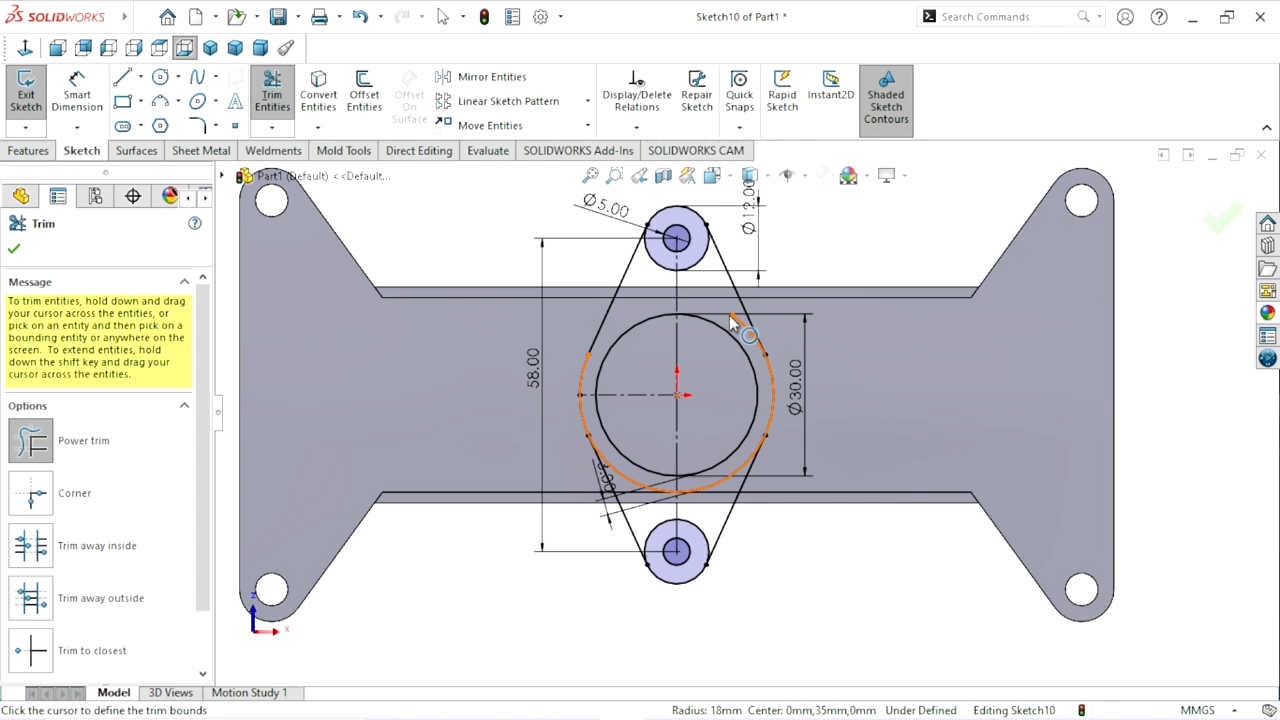 SOLIDWORKS
Sketch10 of Part1 *
Search Commands
Exit Sketch
Smart Dimension
Trim Entities
Convert Entities
Offset Entities
Offset On Surface
Mirror Entities
Linear Sketch Pattern
Move Entities
Display/Delete Relations
Repair Sketch
Quick Snaps
Rapid Sketch
Instant2D
Shaded Sketch Contours
Features
Sketch
Surfaces
Sheet Metal
Weldments
Mold Tools
Direct Editing
Evaluate
SOLIDWORKS Add-Ins
SOLIDWORKS CAM
Part1 (Default) <<Default...
Trim
Message
To trim entities, hold down and drag
your cursor across the entities, or
pick on an entity and then pick on a
bounding entity or anywhere on the
screen. To extend entities, hold
down the shift key and drag your
cursor across the entities.
Options
Power trim
Corner
Trim away inside
Trim away outside
Trim to closest
Ø5.00
Ø12.00
58.00
Ø30.00
z
x
Model
3D Views
Motion Study 1
Click the cursor to define the trim bounds
Radius: 18mm Center: 0mm,35mm,0mm
Under Defined
Editing Sketch10
MMGS